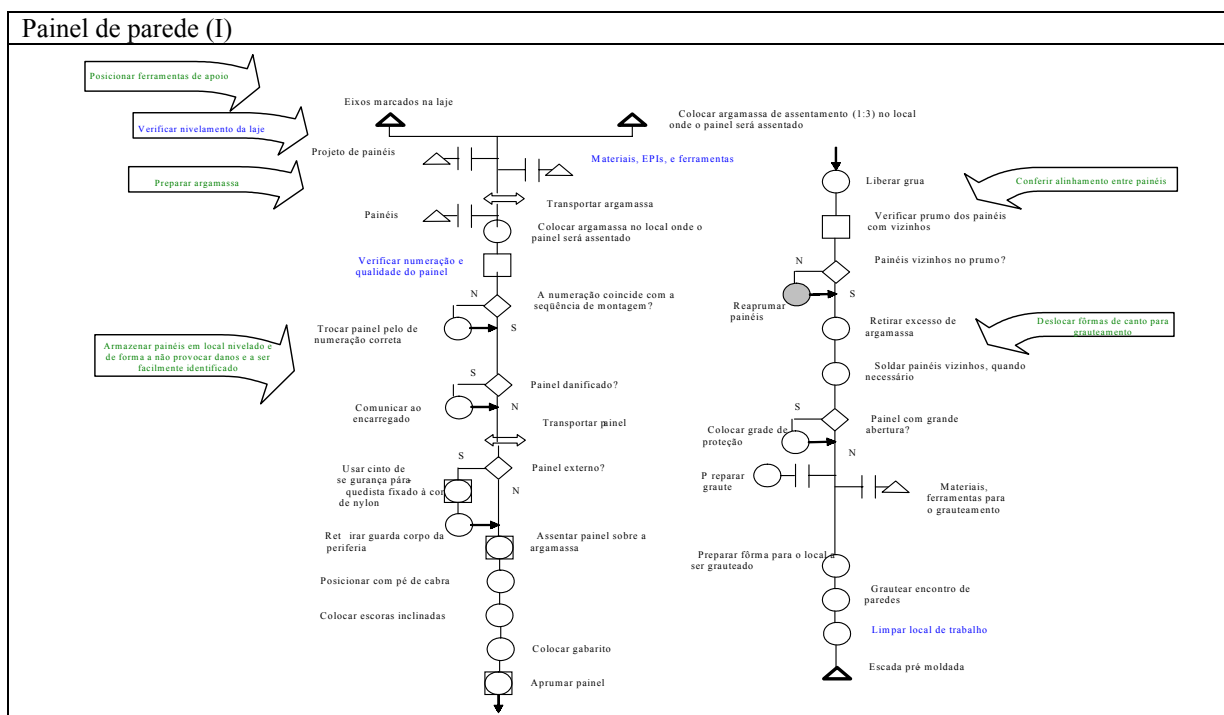 Painel de parede (I)
Posicionar ferramentas de apoio
Verificar nivelamento da laje
Preparar argamassa
Armazenar painéis em local nivelado e
de forma a não provocar danos e a ser
facilmente identificado
Eixos marcados na laje
Colocar argamassa de assentamento (1:3) no local
onde o painel será assentado
Projeto de painéis
Materiais, EPIs, e ferramentas
Transportar argamassa
Painéis
Colocar argamassa no local onde o
painel será assentado
Verificar numeração e
qualidade do painel
N
A numeração coincide com a
seqüência de montagem?
S
Trocar painel pelo de
numeração correta
S
Painel danificado?
N
Comunicar ao
encarregado
Transportar painel
S
Painel externo?
N
Usar cinto de
se gurança pára-
quedista fixado à cor
de nylon
Ret irar guarda corpo da
periferia
Assentar painel sobre a
argamassa
Posicionar com pé de cabra
Colocar escoras inclinadas
Colocar gabarito
Aprumar painel
Liberar grua
Conferir alinhamento entre painéis
Verificar prumo dos painéis
com vizinhos
N
Painéis vizinhos no prumo?
S
Reaprumar
painéis
Retirar excesso de
argamassa
Deslocar fôrmas de canto para
grauteamento
Soldar painéis vizinhos, quando
necessário
S
Painel com grande
abertura?
N
Colocar grade de
proteção
P reparar
graute
Materiais,
ferramentas para
o grauteamento
Preparar fôrma para o local a
ser grauteado
Grautear encontro de
paredes
Limpar local de trabalho
Escada pré moldada